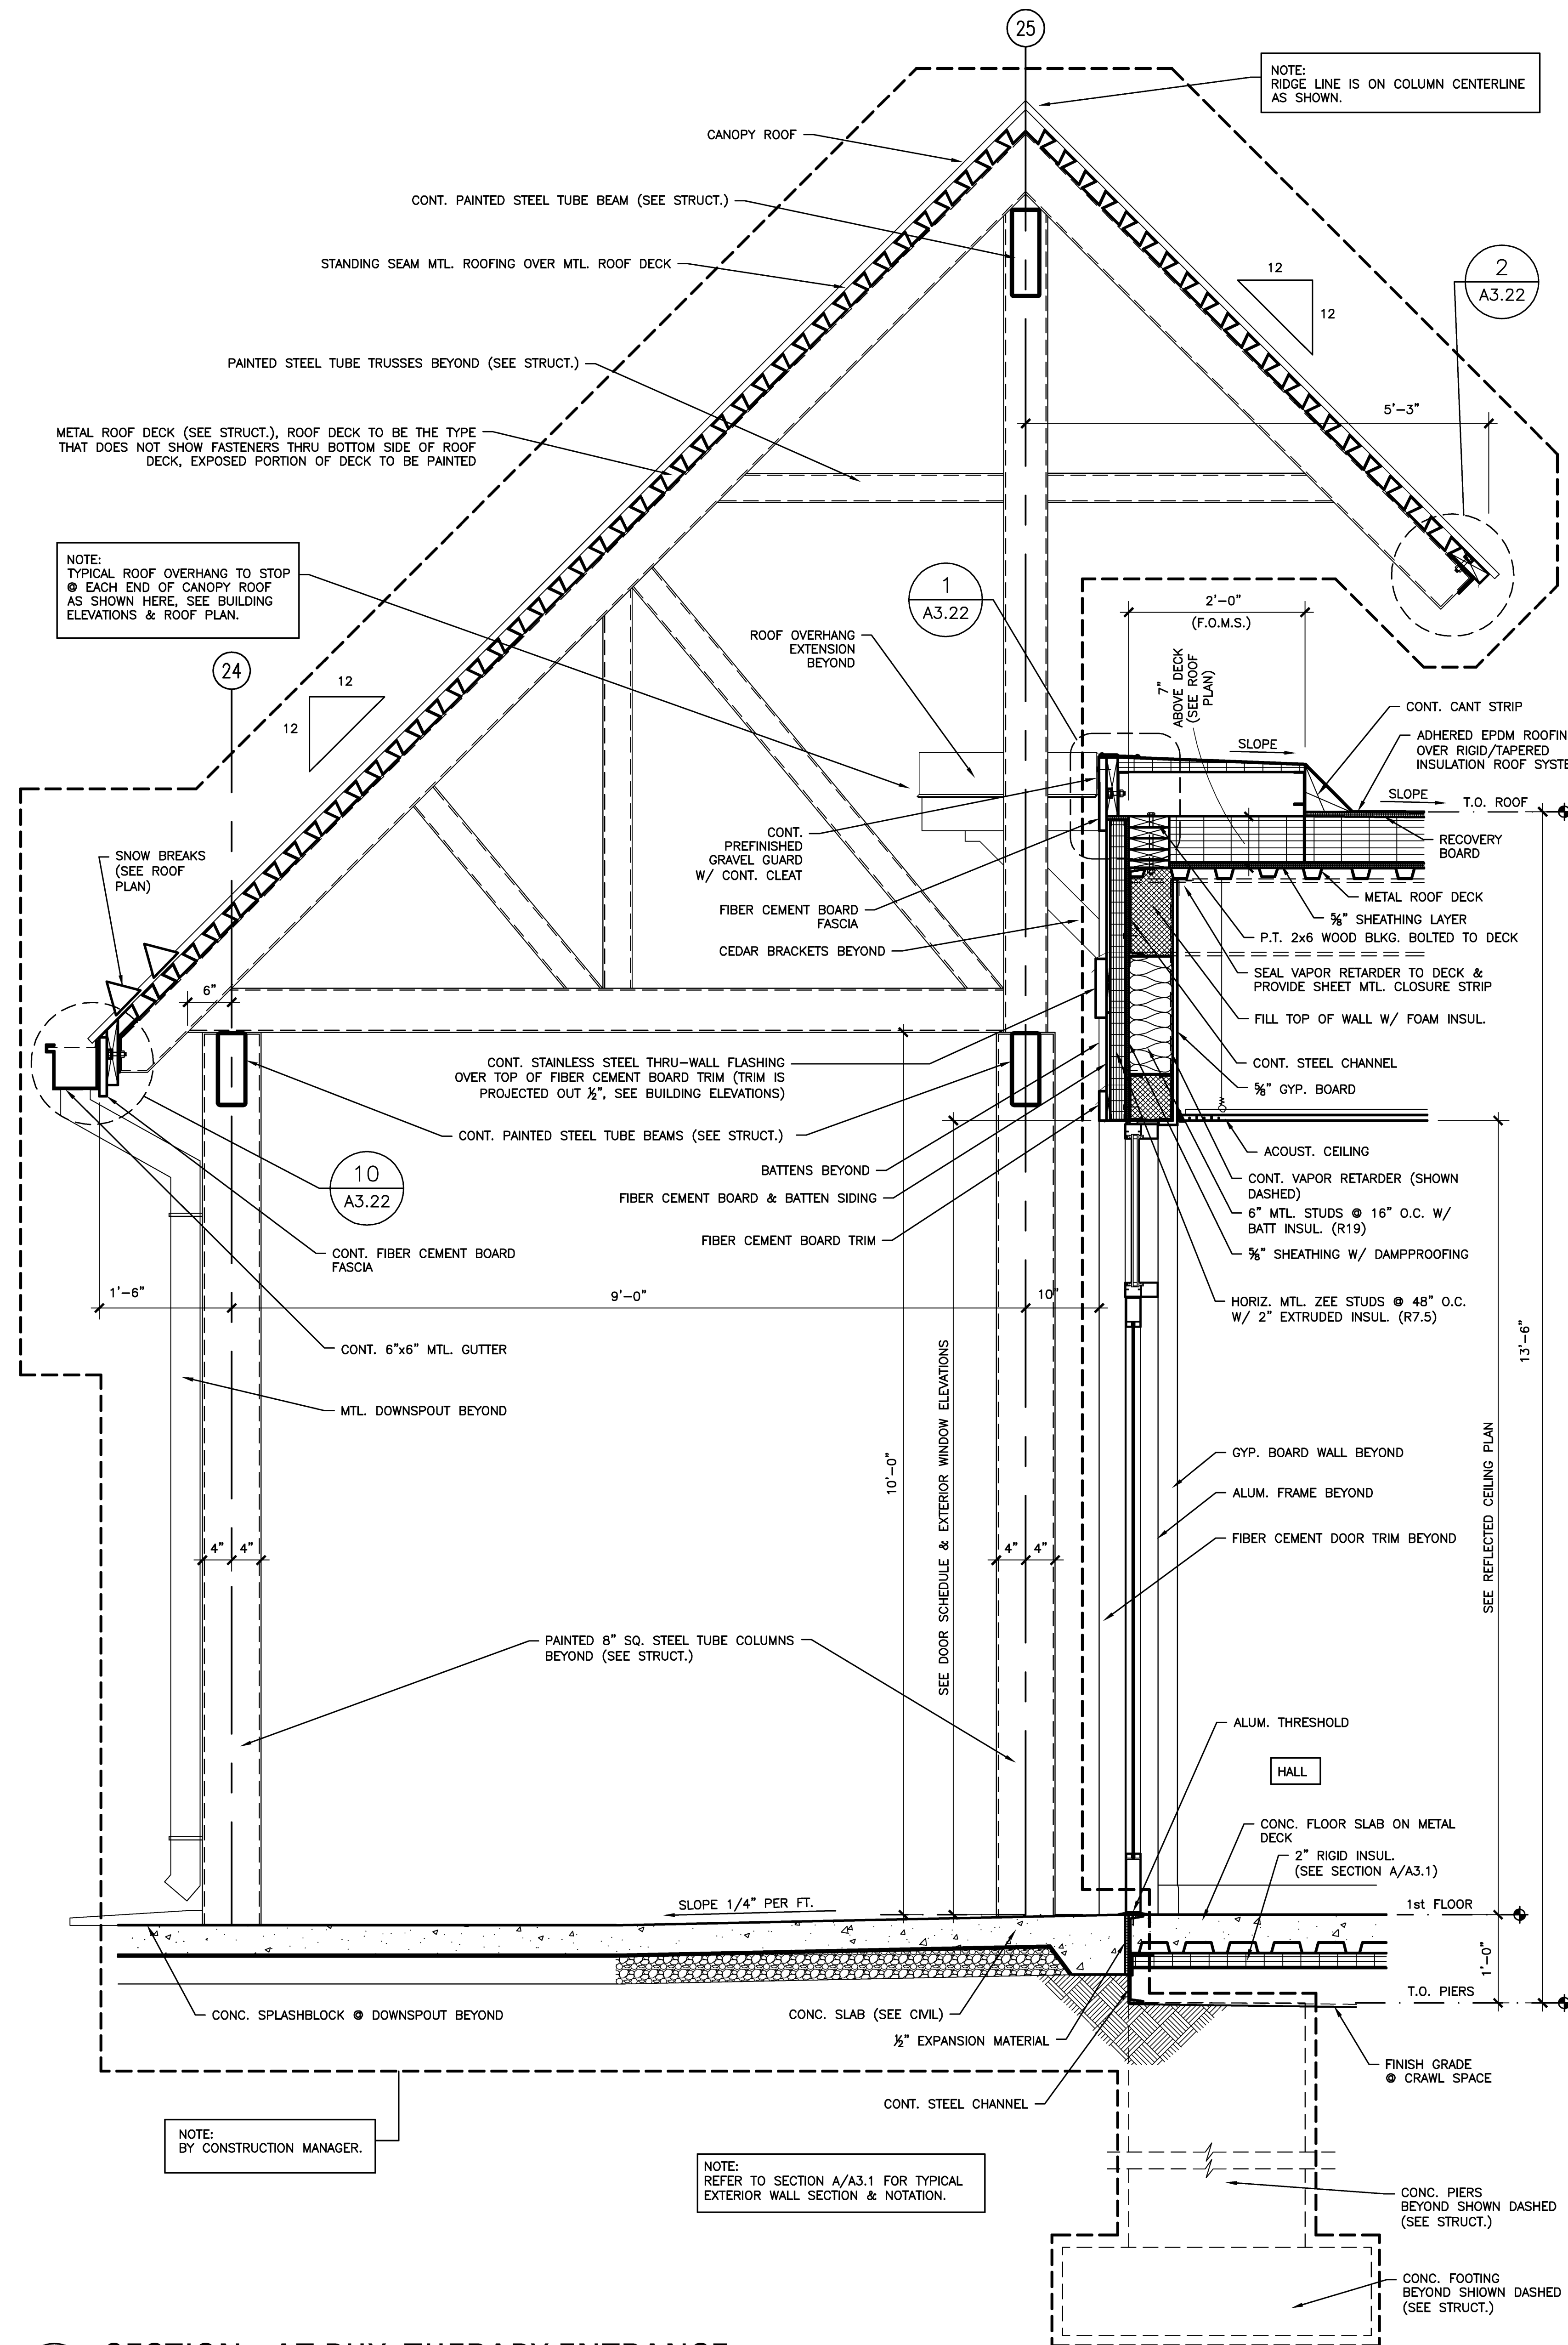 25
NOTE:
RIDGE LINE IS ON COLUMN CENTERLINE
AS SHOWN.
CANOPY ROOF
CONT. PAINTED STEEL TUBE BEAM (SEE STRUCT.)
STANDING SEAM MTL. ROOFING OVER MTL. ROOF DECK
12
12
2
A3.22
PAINTED STEEL TUBE TRUSSES BEYOND (SEE STRUCT.)
5'-3"
METAL ROOF DECK (SEE STRUCT.), ROOF DECK TO BE THE TYPE
THAT DOES NOT SHOW FASTENERS THRU BOTTOM SIDE OF ROOF
DECK, EXPOSED PORTION OF DECK TO BE PAINTED
NOTE:
TYPICAL ROOF OVERHANG TO STOP
@ EACH END OF CANOPY ROOF
AS SHOWN HERE, SEE BUILDING
ELEVATIONS & ROOF PLAN.
1
A3.22
2'-0"
(F.O.M.S.)
ROOF OVERHANG
EXTENSION
BEYOND
24
12
12
7"
ABOVE DECK
(SEE ROOF
PLAN)
CONT. CANT STRIP
ADHERED EPDM ROOFIN
OVER RIGID/TAPERED
INSULATION ROOF SYSTE
SLOPE
SLOPE
T.O. ROOF
CONT.
PREFINISHED
GRAVEL GUARD
W/ CONT. CLEAT
RECOVERY
BOARD
SNOW BREAKS
(SEE ROOF
PLAN)
METAL ROOF DECK
FIBER CEMENT BOARD
FASCIA
⅝" SHEATHING LAYER
P.T. 2x6 WOOD BLKG. BOLTED TO DECK
CEDAR BRACKETS BEYOND
SEAL VAPOR RETARDER TO DECK &
PROVIDE SHEET MTL. CLOSURE STRIP
6"
FILL TOP OF WALL W/ FOAM INSUL.
CONT. STAINLESS STEEL THRU-WALL FLASHING
OVER TOP OF FIBER CEMENT BOARD TRIM (TRIM IS
PROJECTED OUT ½", SEE BUILDING ELEVATIONS)
CONT. STEEL CHANNEL
⅝" GYP. BOARD
CONT. PAINTED STEEL TUBE BEAMS (SEE STRUCT.)
ACOUST. CEILING
10
A3.22
BATTENS BEYOND
CONT. VAPOR RETARDER (SHOWN
DASHED)
FIBER CEMENT BOARD & BATTEN SIDING
6" MTL. STUDS @ 16" O.C. W/
BATT INSUL. (R19)
FIBER CEMENT BOARD TRIM
CONT. FIBER CEMENT BOARD
FASCIA
⅝" SHEATHING W/ DAMPPROOFING
1'-6"
9'-0"
10"
HORIZ. MTL. ZEE STUDS @ 48" O.C.
W/ 2" EXTRUDED INSUL. (R7.5)
CONT. 6"x6" MTL. GUTTER
13'-6"
MTL. DOWNSPOUT BEYOND
10'-0"
SEE DOOR SCHEDULE & EXTERIOR WINDOW ELEVATIONS
SEE REFLECTED CEILING PLAN
GYP. BOARD WALL BEYOND
ALUM. FRAME BEYOND
FIBER CEMENT DOOR TRIM BEYOND
4"
4"
4"
4"
PAINTED 8" SQ. STEEL TUBE COLUMNS
BEYOND (SEE STRUCT.)
ALUM. THRESHOLD
HALL
CONC. FLOOR SLAB ON METAL
DECK
2" RIGID INSUL.
(SEE SECTION A/A3.1)
SLOPE 1/4" PER FT.
1st FLOOR
1'-0"
T.O. PIERS
CONC. SPLASHBLOCK @ DOWNSPOUT BEYOND
CONC. SLAB (SEE CIVIL)
½" EXPANSION MATERIAL
FINISH GRADE
@ CRAWL SPACE
CONT. STEEL CHANNEL
NOTE:
BY CONSTRUCTION MANAGER.
NOTE:
REFER TO SECTION A/A3.1 FOR TYPICAL
EXTERIOR WALL SECTION & NOTATION.
CONC. PIERS
BEYOND SHOWN DASHED
(SEE STRUCT.)
CONC. FOOTING
BEYOND SHIOWN DASHED
(SEE STRUCT.)
SECTION - AT PHY. THERAPY ENTRANCE